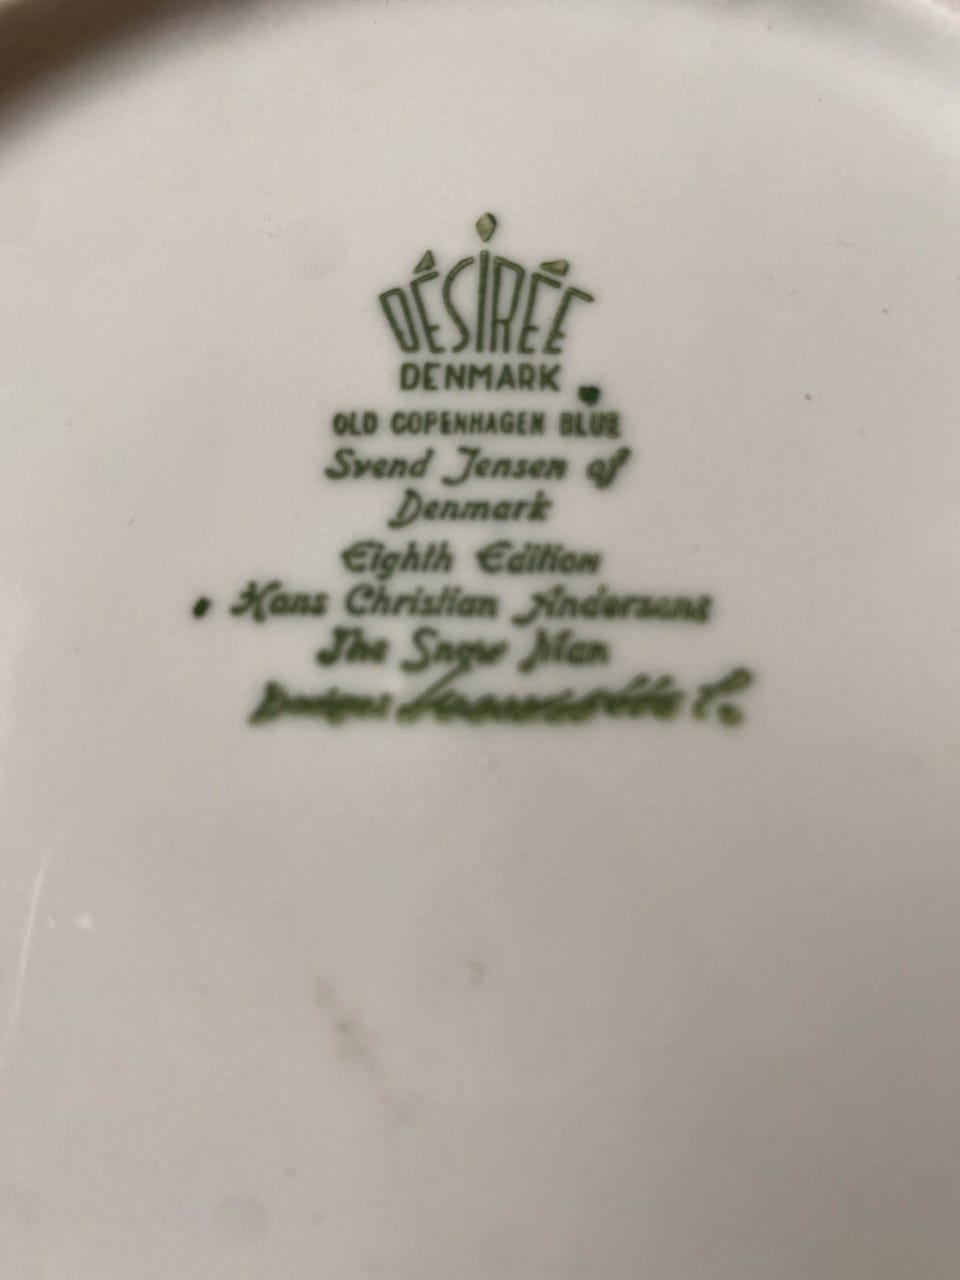 DÉSIRÉE
DENMARK
OLD COPENHAGEN BLUE
Svend Jensen of
Denmark
Eighth Edition
Hans Christian Andersens
The Snow Man